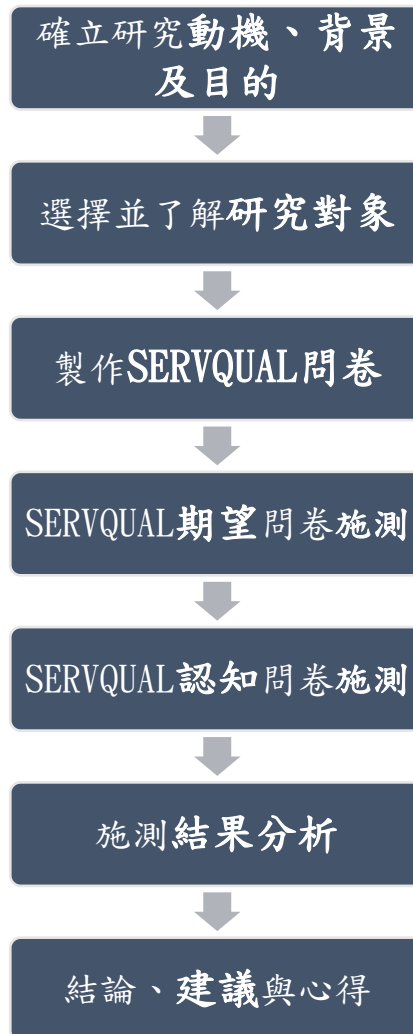 確立研究動機、背景
及目的
選擇並了解研究對象
製作SERVQUAL問卷
SERVQUAL期望問卷施測
SERVQUAL認知問卷施測
施測結果分析
結論、建議與心得